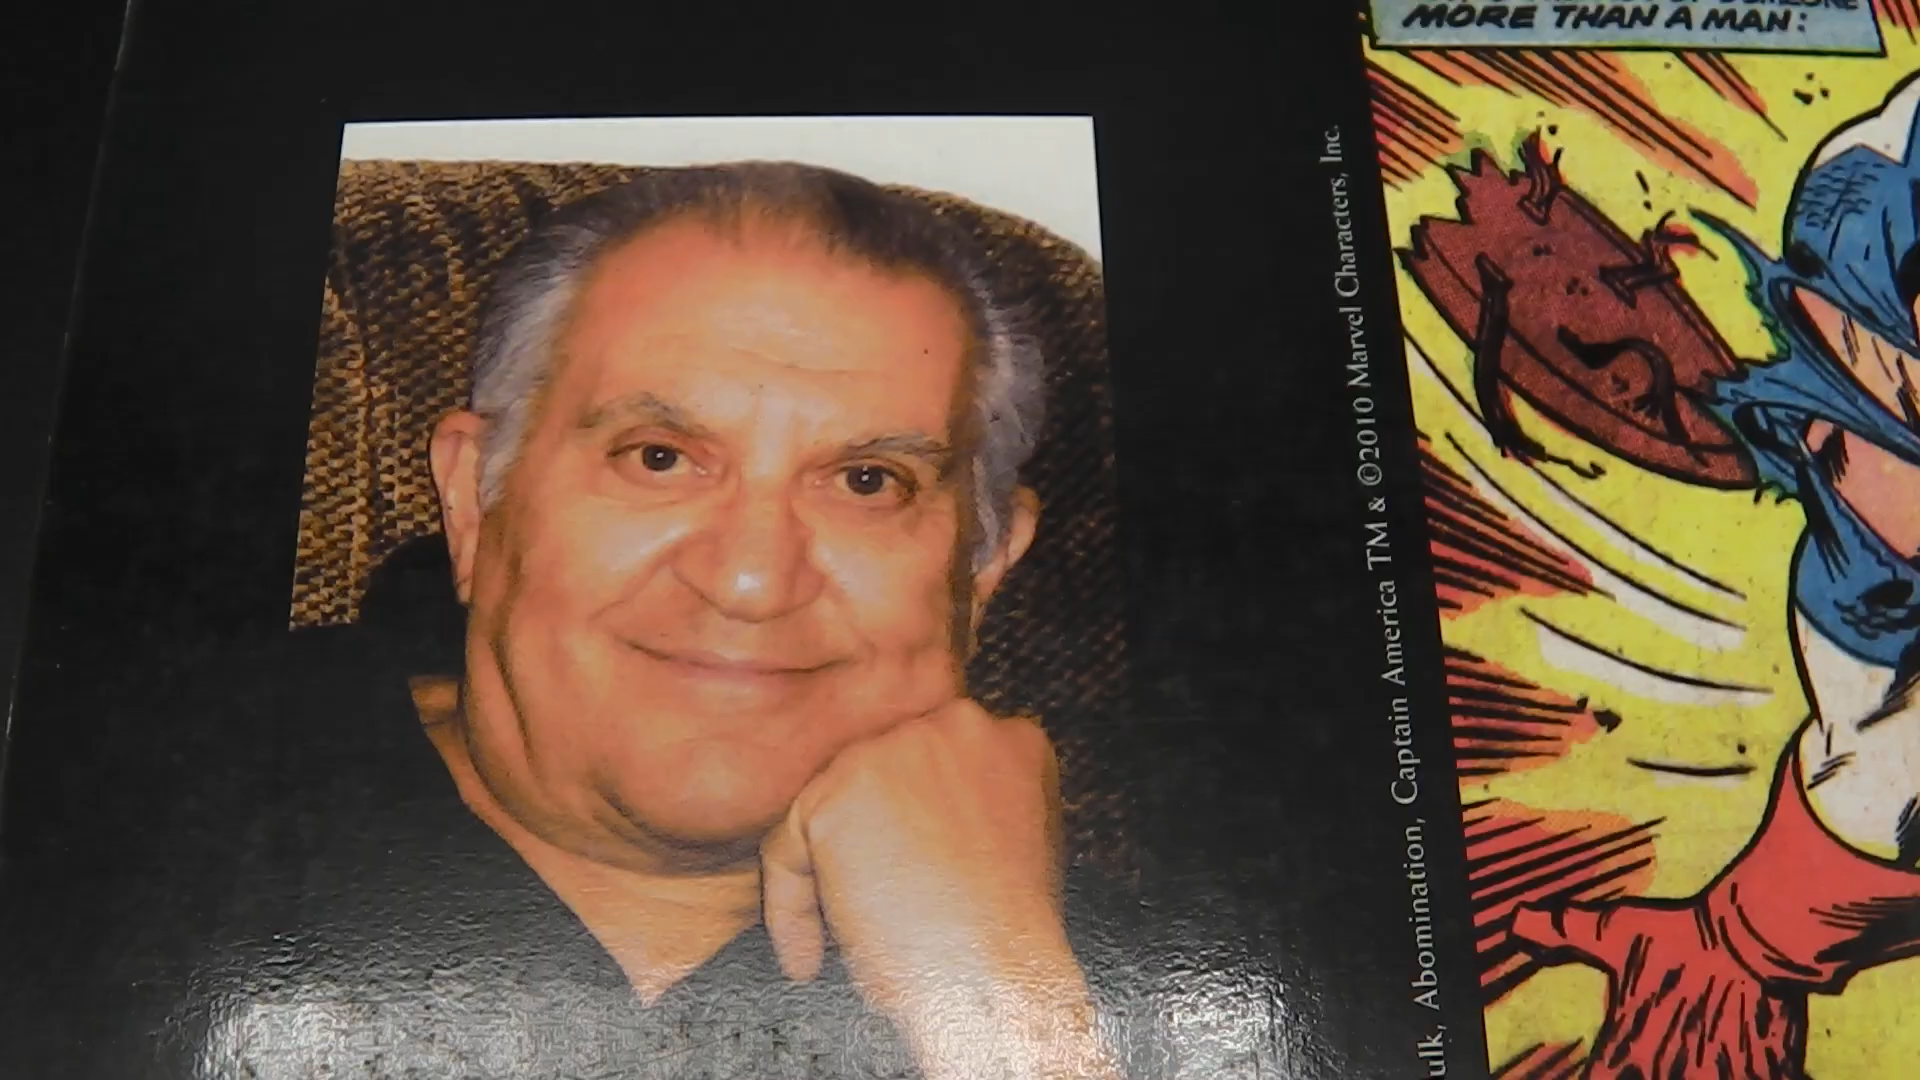 MORE THAN A MAN:
ulk, Abomination, Captain America TM & ©2010 Marvel Characters, Inc.